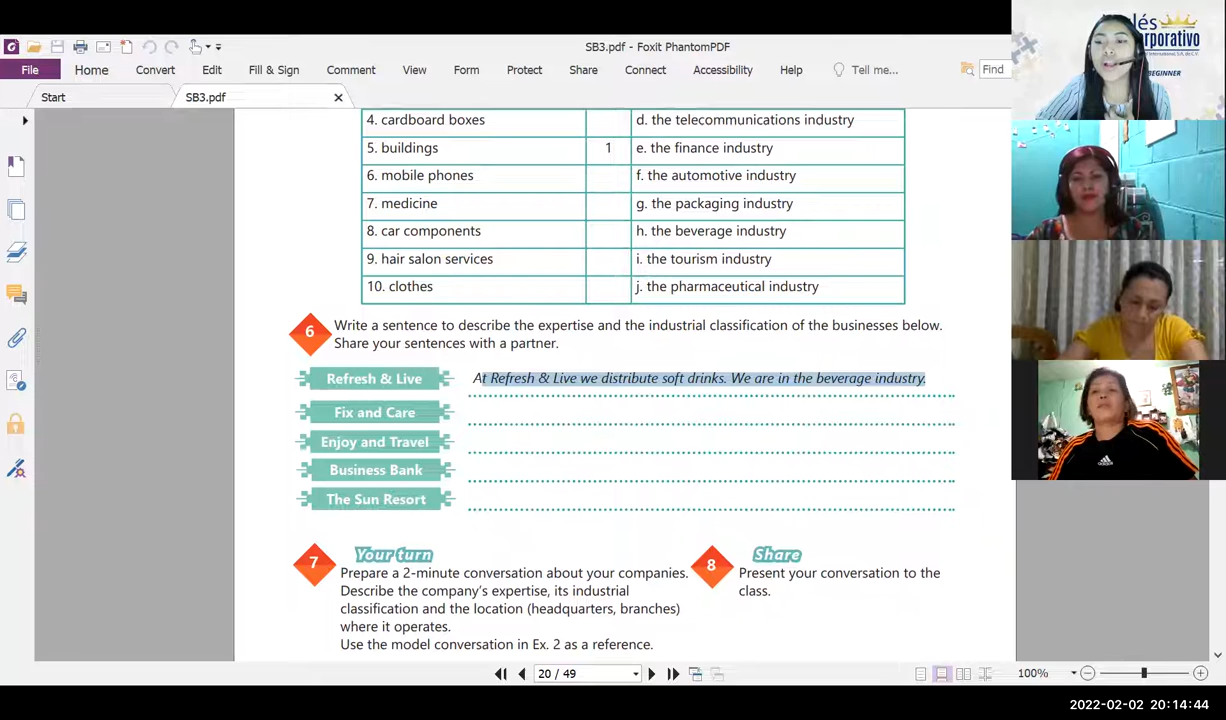 SB3.pdf - Foxit PhantomPDF
File Home Convert Edit Fill & Sign Comment View Form Protect Share Connect Accessibility Help Tell me... Find
Start SB3.pdf
4. cardboard boxes d. the telecommunications industry
5. buildings 1 e. the finance industry
6. mobile phones f. the automotive industry
7. medicine g. the packaging industry
8. car components h. the beverage industry
9. hair salon services i. the tourism industry
10. clothes j. the pharmaceutical industry
6 Write a sentence to describe the expertise and the industrial classification of the businesses below.
Share your sentences with a partner.
Refresh & Live At Refresh & Live we distribute soft drinks. We are in the beverage industry.
Fix and Care
Enjoy and Travel
Business Bank
The Sun Resort
7 Your turn
Prepare a 2-minute conversation about your companies.
Describe the company's expertise, its industrial
classification and the location (headquarters, branches)
where it operates.
Use the model conversation in Ex. 2 as a reference.
8 Share
Present your conversation to the
class.
20 / 49 100%
BEGINNER
2022-02-02 20:14:44